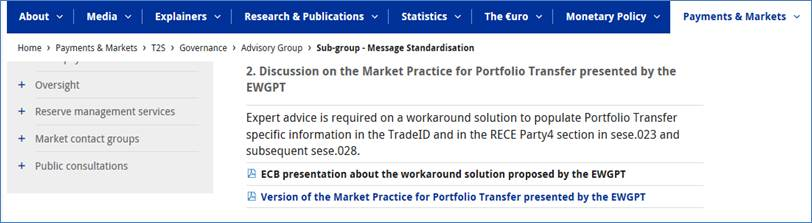 About Media Explainers Research & Publications Statistics The €uro Monetary Policy Payments & Markets
Home › Payments & Markets › T2S › Governance › Advisory Group › Sub-group - Message Standardisation
+ Oversight
+ Reserve management services
+ Market contact groups
+ Public consultations
2. Discussion on the Market Practice for Portfolio Transfer presented by the
EWGPT
Expert advice is required on a workaround solution to populate Portfolio Transfer
specific information in the TradeID and in the RECE Party4 section in sese.023 and
subsequent sese.028.
ECB presentation about the workaround solution proposed by the EWGPT
Version of the Market Practice for Portfolio Transfer presented by the EWGPT